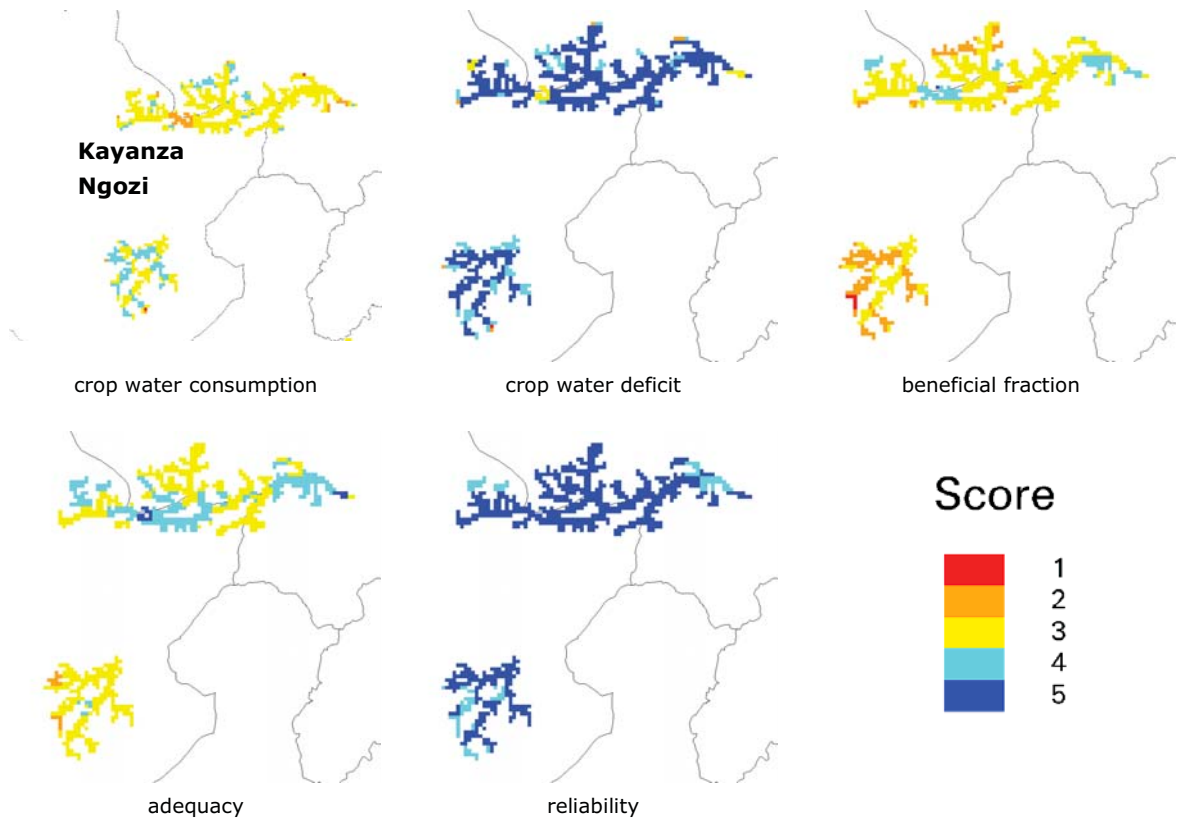 Kayanza
Ngozi
crop water consumption
crop water deficit
beneficial fraction
adequacy
reliability
Score
1
2
3
4
5